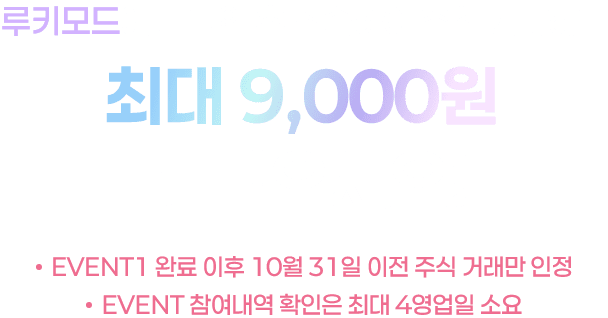 루키모드
최대 9,000원
• EVENT1 완료 이후 10월 31일 이전 주식 거래만 인정
• EVENT 참여내역 확인은 최대 4영업일 소요